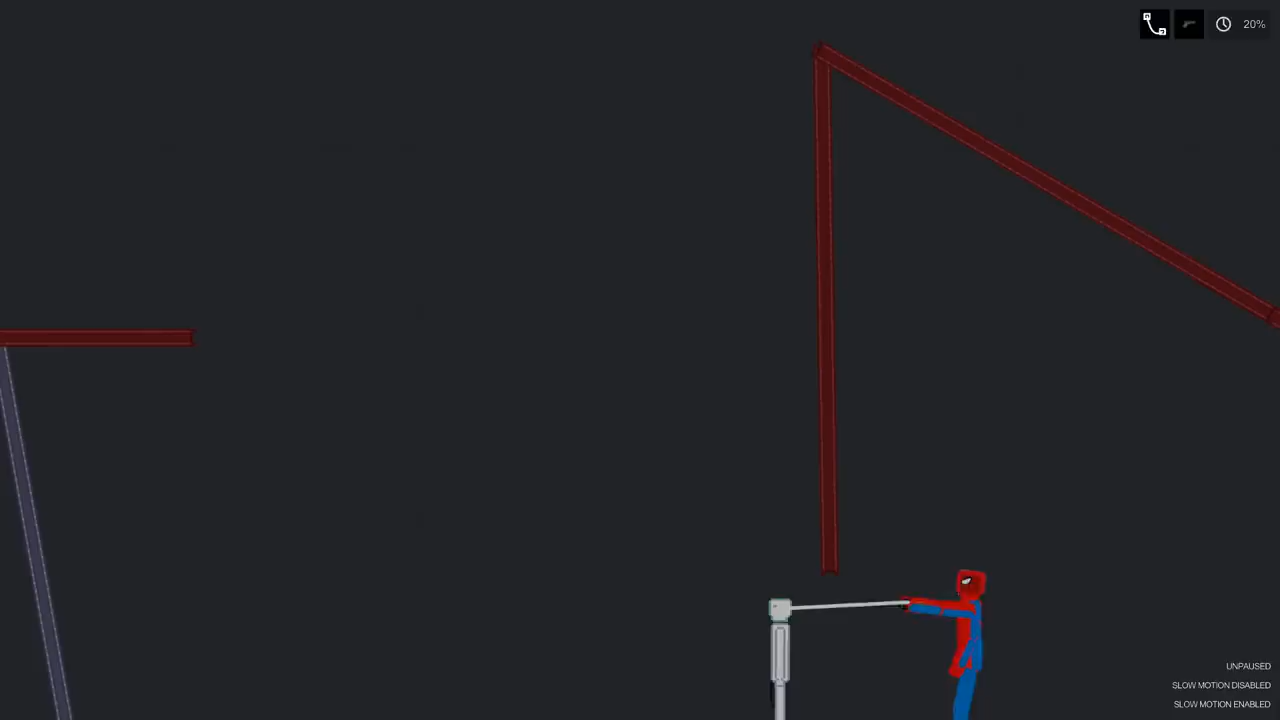 20%
UNPAUSED
SLOW MOTION DISABLED
SLOW MOTION ENABLED